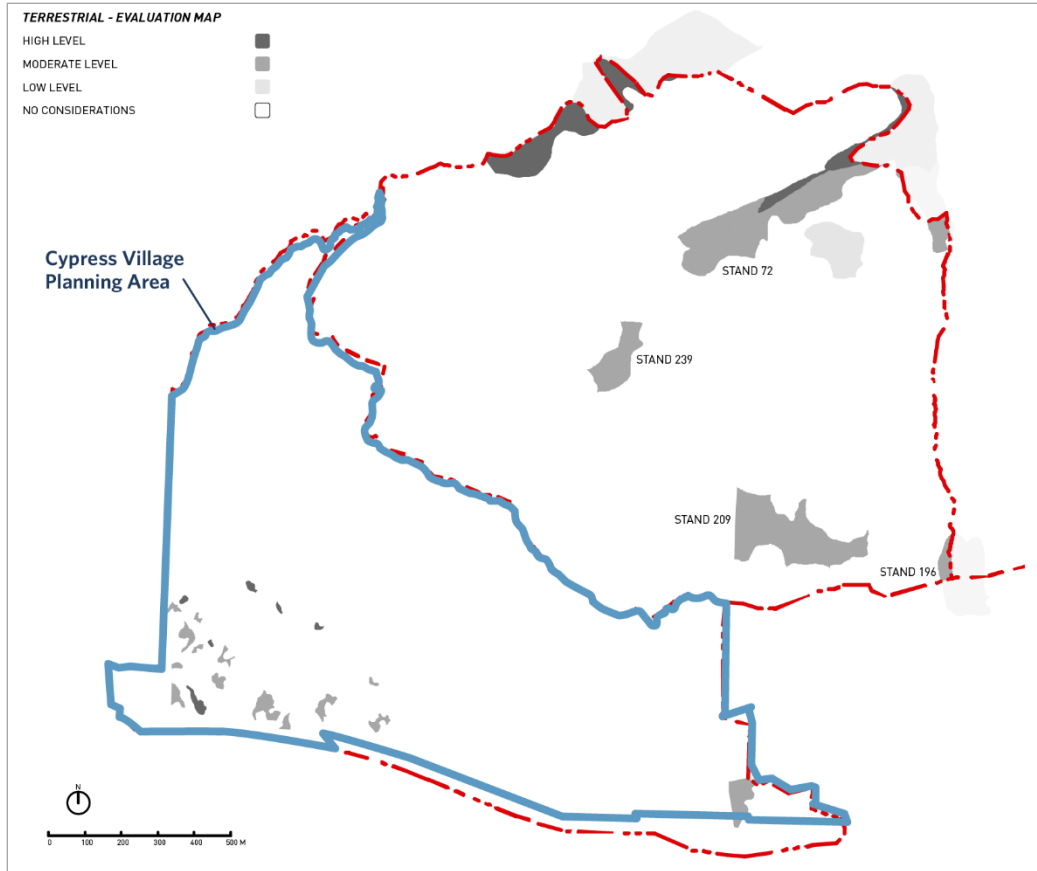 TERRESTRIAL - EVALUATION MAP
HIGH LEVEL
MODERATE LEVEL
LOW LEVEL
NO CONSIDERATIONS
Cypress Village
Planning Area
STAND 72
STAND 239
STAND 209
STAND 196
N
0 100 200 300 400 500 M